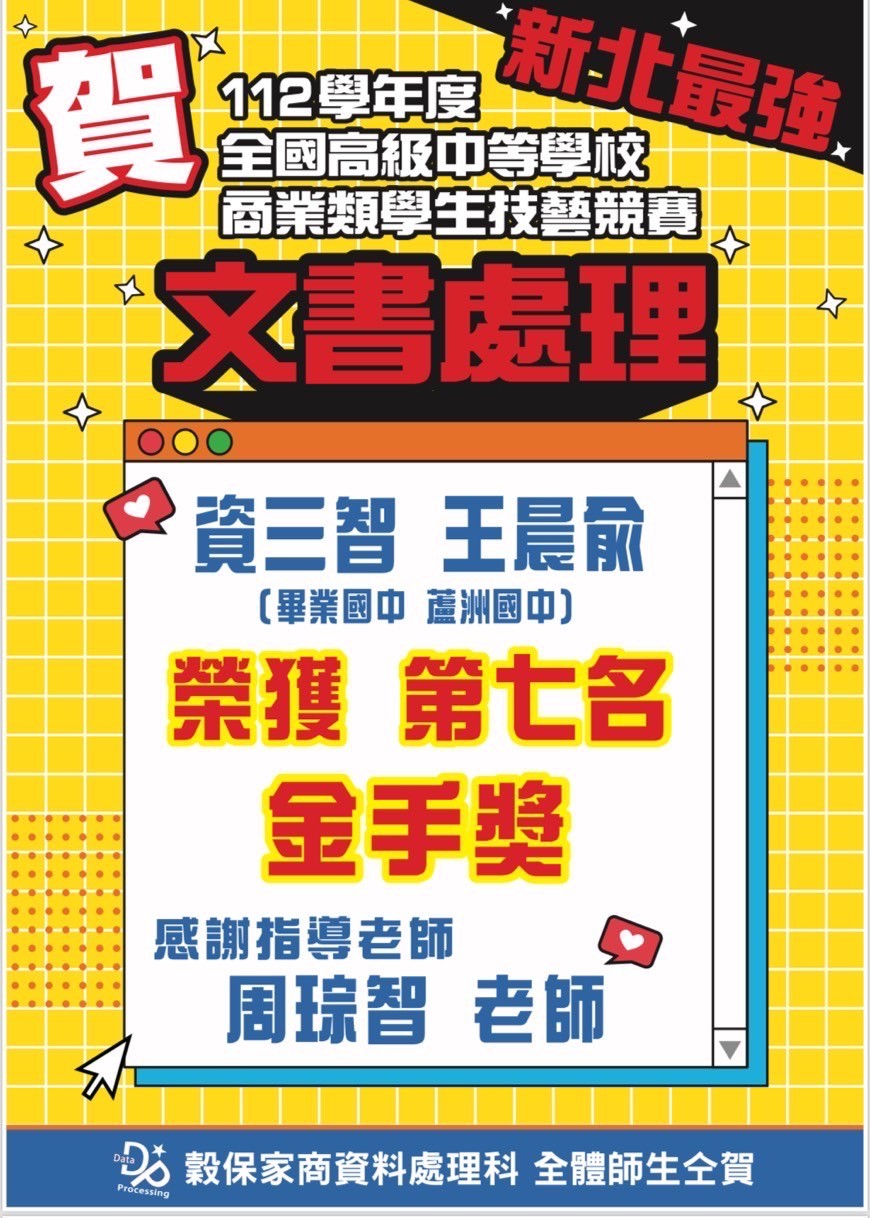 賀
新北最強
112學年度
全國高級中等學校
商業類學生技藝競賽
文書處理
資三智 王晨俞
(畢業國中 蘆洲國中)
榮獲 第七名
金手獎
感謝指導老師
周琮智 老師
Data
Processing
穀保家商資料處理科 全體師生仝賀